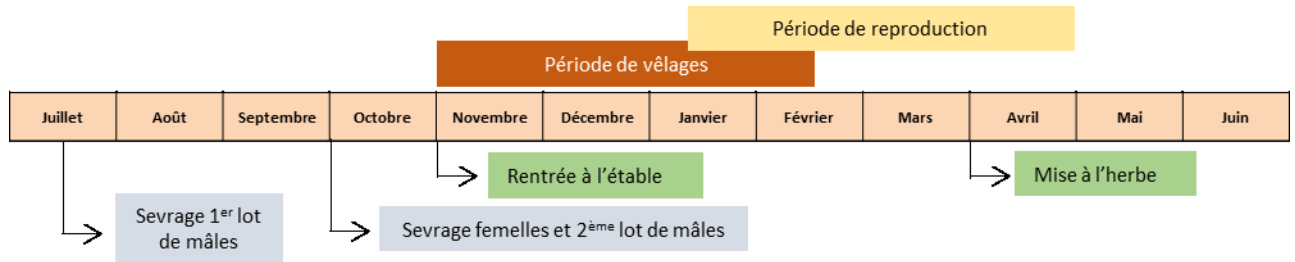 Période de reproduction
Période de vêlages
Juillet Août Septembre Octobre Novembre Décembre Janvier Février Mars Avril Mai Juin
Rentrée à l'étable
Mise à l'herbe
Sevrage 1er lot
de mâles
Sevrage femelles et 2ème lot de mâles